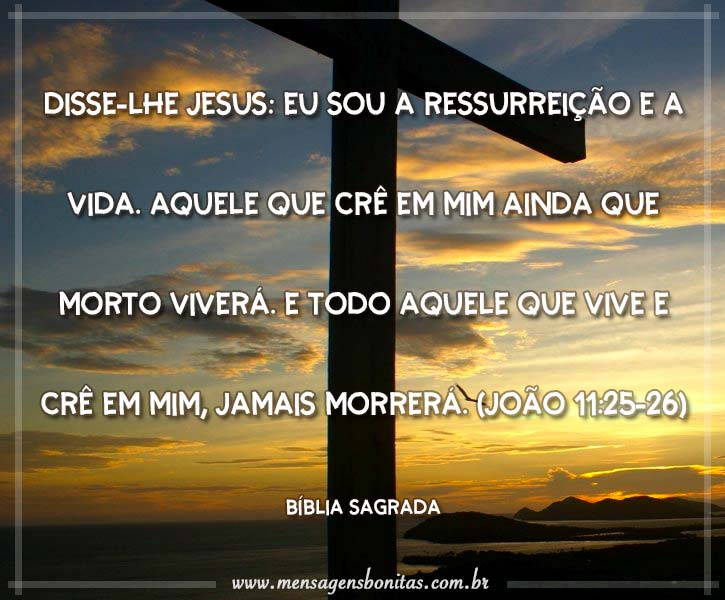 DISSE-LHE JESUS: EU SOU A RESSURREIÇÃO E A
VIDA. AQUELE QUE CRÊ EM MIM AINDA QUE
MORTO VIVERÁ. E TODO AQUELE QUE VIVE E
CRÊ EM MIM, JAMAIS MORRERÁ. (JOÃO 11:25-26)
BÍBLIA SAGRADA
www.mensagensbonitas.com.br